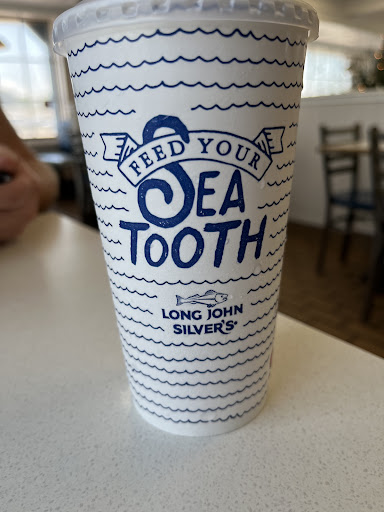 FEED YOUR
SEA
TOOTH
LONG JOHN
SILVER'S